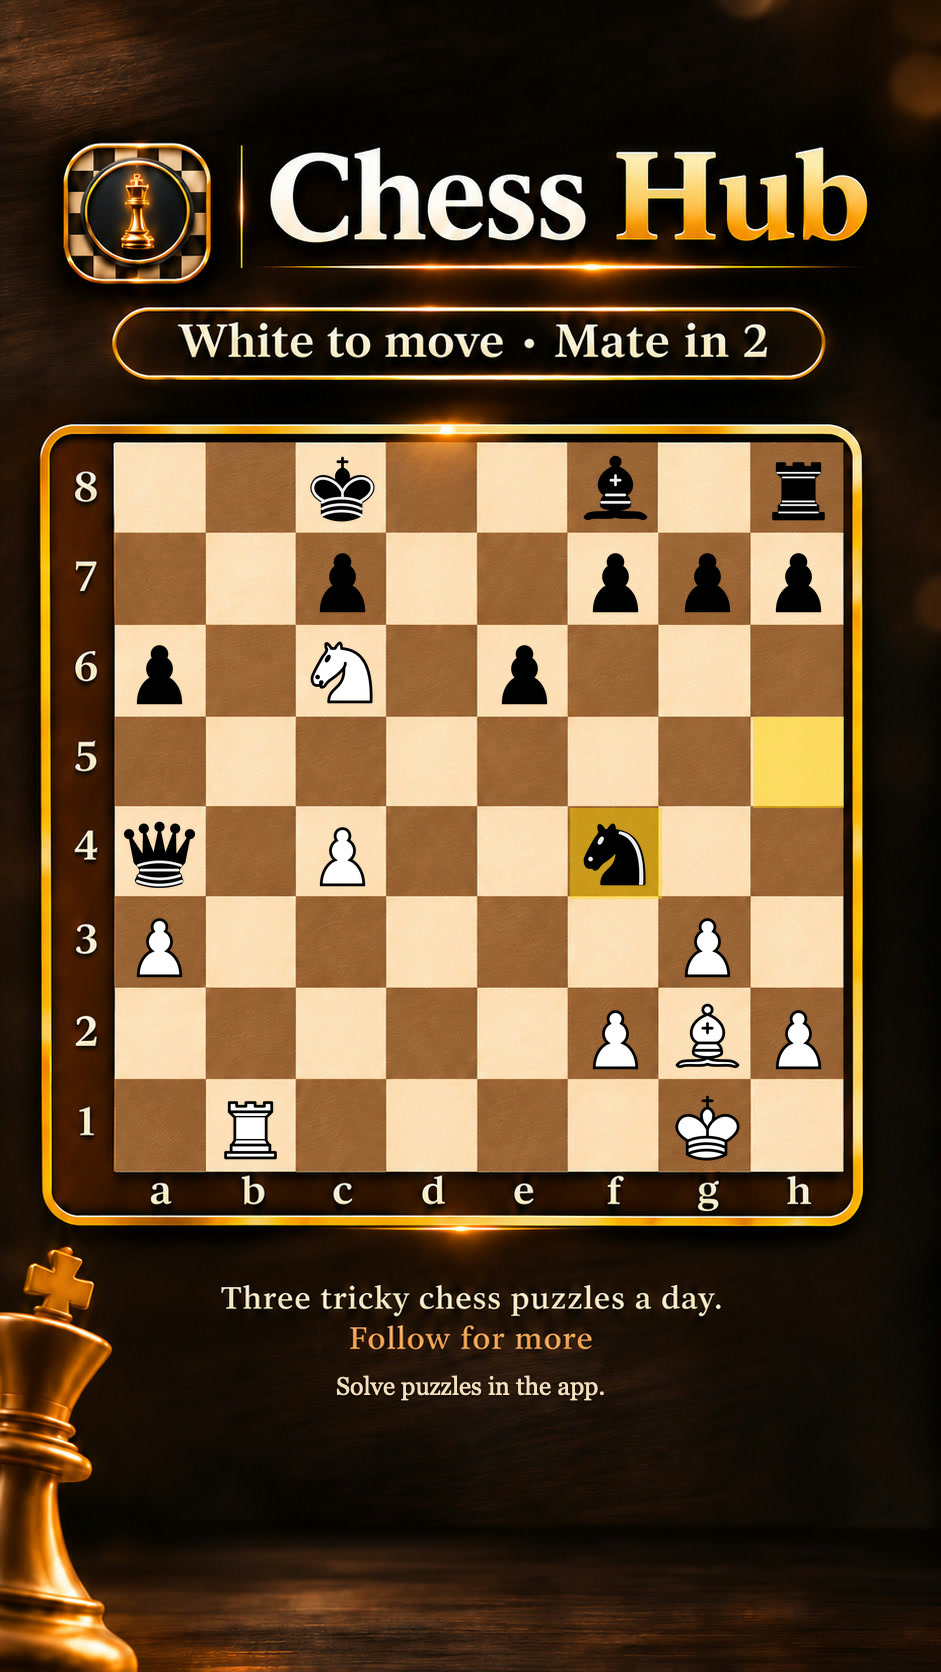 Chess Hub
White to move • Mate in 2
8
7
6
5
4
3
2
1
a b c d e f g h
Three tricky chess puzzles a day.
Follow for more
Solve puzzles in the app.